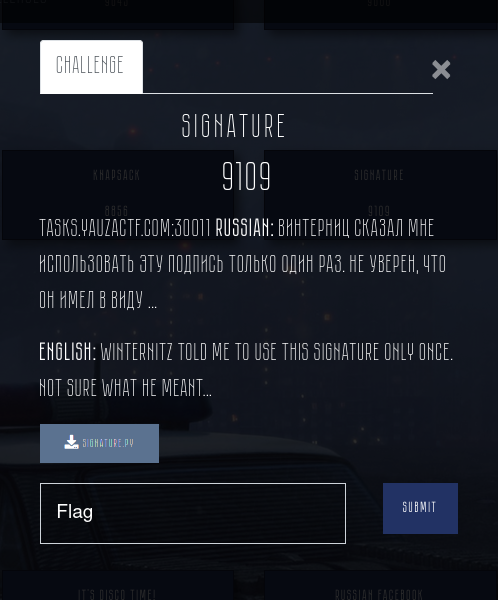 CHALLENGE
SIGNATURE
9109
KNAPSACK
SIGNATURE
8856
9109
TASKS.YAUZACTF.COM:30011 RUSSIAN: ВИНТЕРНИЦ СКАЗАЛ МНЕ
ИСПОЛЬЗОВАТЬ ЭТУ ПОДПИСЬ ТОЛЬКО ОДИН РАЗ. НЕ УВЕРЕН, ЧТО
ОН ИМЕЛ В ВИДУ ...
ENGLISH: WINTERNITZ TOLD ME TO USE THIS SIGNATURE ONLY ONCE.
NOT SURE WHAT HE MEANT...
SIGNATURE.PY
Flag
SUBMIT
IT'S DISCO TIME!
RUSSIAN FACEBOOK